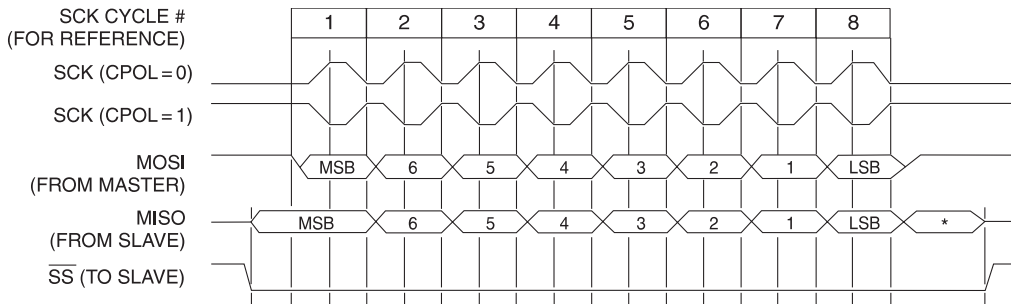 SCK CYCLE #
(FOR REFERENCE)
1 2 3 4 5 6 7 8
SCK (CPOL = 0)
SCK (CPOL = 1)
MOSI
(FROM MASTER)
MSB 6 5 4 3 2 1 LSB
MISO
(FROM SLAVE)
MSB 6 5 4 3 2 1 LSB *
SS (TO SLAVE)